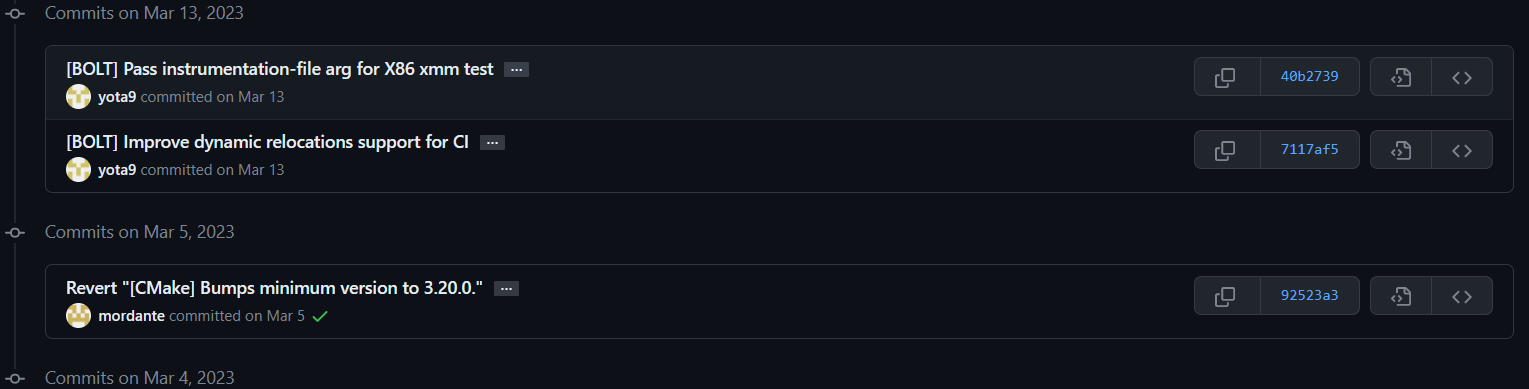 Commits on Mar 13, 2023
[BOLT] Pass instrumentation-file arg for X86 xmm test ...
40b2739
yota9 committed on Mar 13
[BOLT] Improve dynamic relocations support for CI ...
7117af5
yota9 committed on Mar 13
Commits on Mar 5, 2023
Revert "[CMake] Bumps minimum version to 3.20.0." ...
92523a3
mordante committed on Mar 5
Commits on Mar 4, 2023